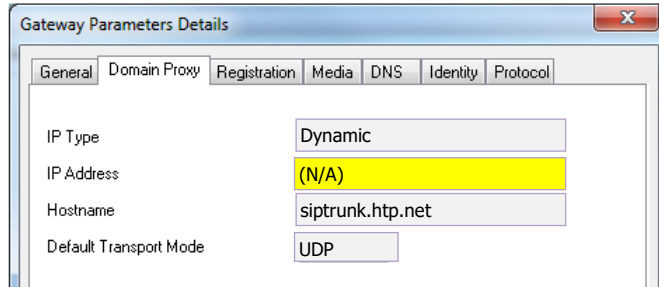 Gateway Parameters Details
General Domain Proxy Registration Media DNS Identity Protocol
IP Type Dynamic
IP Address (N/A)
Hostname siptrunk.htp.net
Default Transport Mode UDP